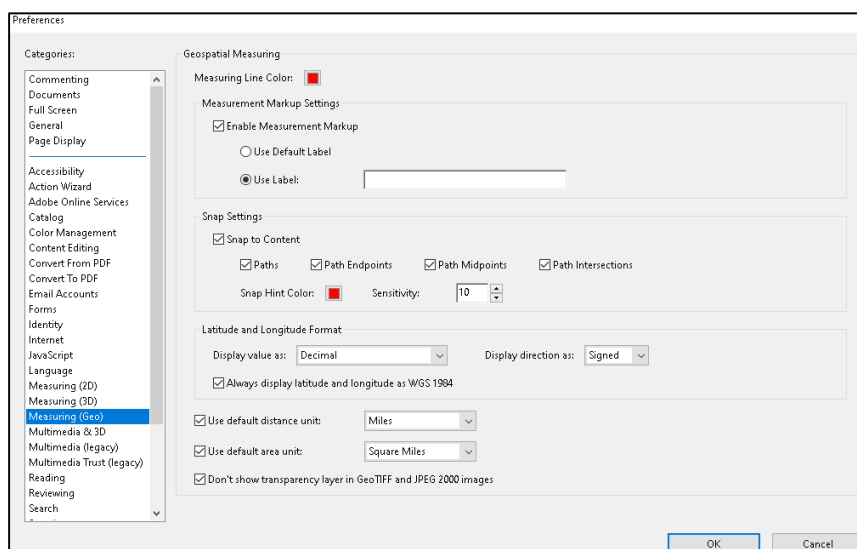 Preferences
Categories:
Commenting
Documents
Full Screen
General
Page Display
Accessibility
Action Wizard
Adobe Online Services
Catalog
Color Management
Content Editing
Convert From PDF
Convert To PDF
Email Accounts
Forms
Identity
Internet
JavaScript
Language
Measuring (2D)
Measuring (3D)
Measuring (Geo)
Multimedia & 3D
Multimedia (legacy)
Multimedia Trust (legacy)
Reading
Reviewing
Search
Geospatial Measuring
Measuring Line Color:
Measurement Markup Settings
Enable Measurement Markup
Use Default Label
Use Label:
Snap Settings
Snap to Content
Paths Path Endpoints Path Midpoints Path Intersections
Snap Hint Color: Sensitivity: 10
Latitude and Longitude Format
Display value as: Decimal Display direction as: Signed
Always display latitude and longitude as WGS 1984
Use default distance unit: Miles
Use default area unit: Square Miles
Don't show transparency layer in GeoTIFF and JPEG 2000 images
OK Cancel